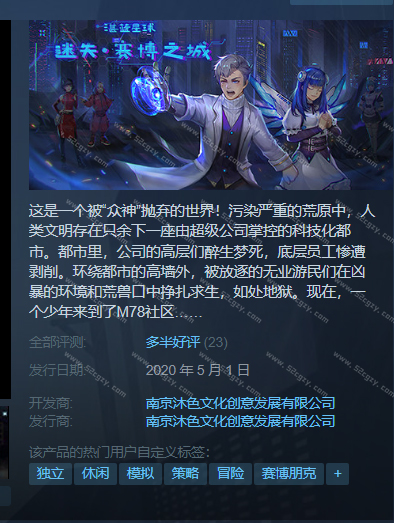 湛蓝星球
迷失·赛博之城
这是一个被“众神”抛弃的世界！污染严重的荒原中，人
类文明存在只余下一座由超级公司掌控的科技化都
市。都市里，公司的高层们醉生梦死，底层员工惨遭
剥削。环绕都市的高墙外，被放逐的无业游民们在凶
暴的环境和荒兽口中挣扎求生，如处地狱。现在，一
个少年来到了M78社区……
全部评测: 多半好评 (23)
发行日期: 2020 年 5 月 1 日
开发商: 南京沐色文化创意发展有限公司
发行商: 南京沐色文化创意发展有限公司
该产品的热门用户自定义标签：
独立 休闲 模拟 策略 冒险 赛博朋克 +
www.52cgzy.com